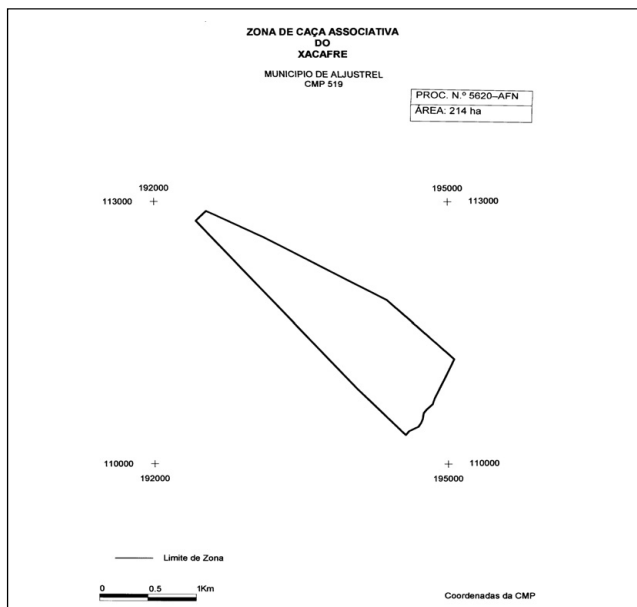 ZONA DE CAÇA ASSOCIATIVA
DO
XACAFRE
MUNICIPIO DE ALJUSTREL
CMP 519
PROC. N.º 5620–AFN
ÁREA: 214 ha
192000
195000
113000
113000
110000
110000
192000
195000
Limite de Zona
0 0.5 1Km
Coordenadas da CMP